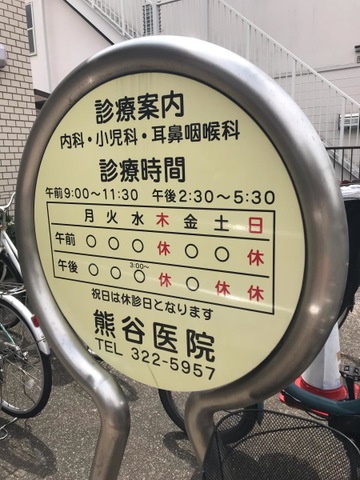 診療案内
内科・小児科・耳鼻咽喉科
診療時間
午前9:00〜11:30 午後2:30〜5:30
月 火 水 木 金 土 日
午前 〇 〇 〇 休 〇 〇 休
3:00〜
午後 〇 〇 〇 休 〇 休 休
祝日は休診日となります
熊谷医院
TEL 322-5957